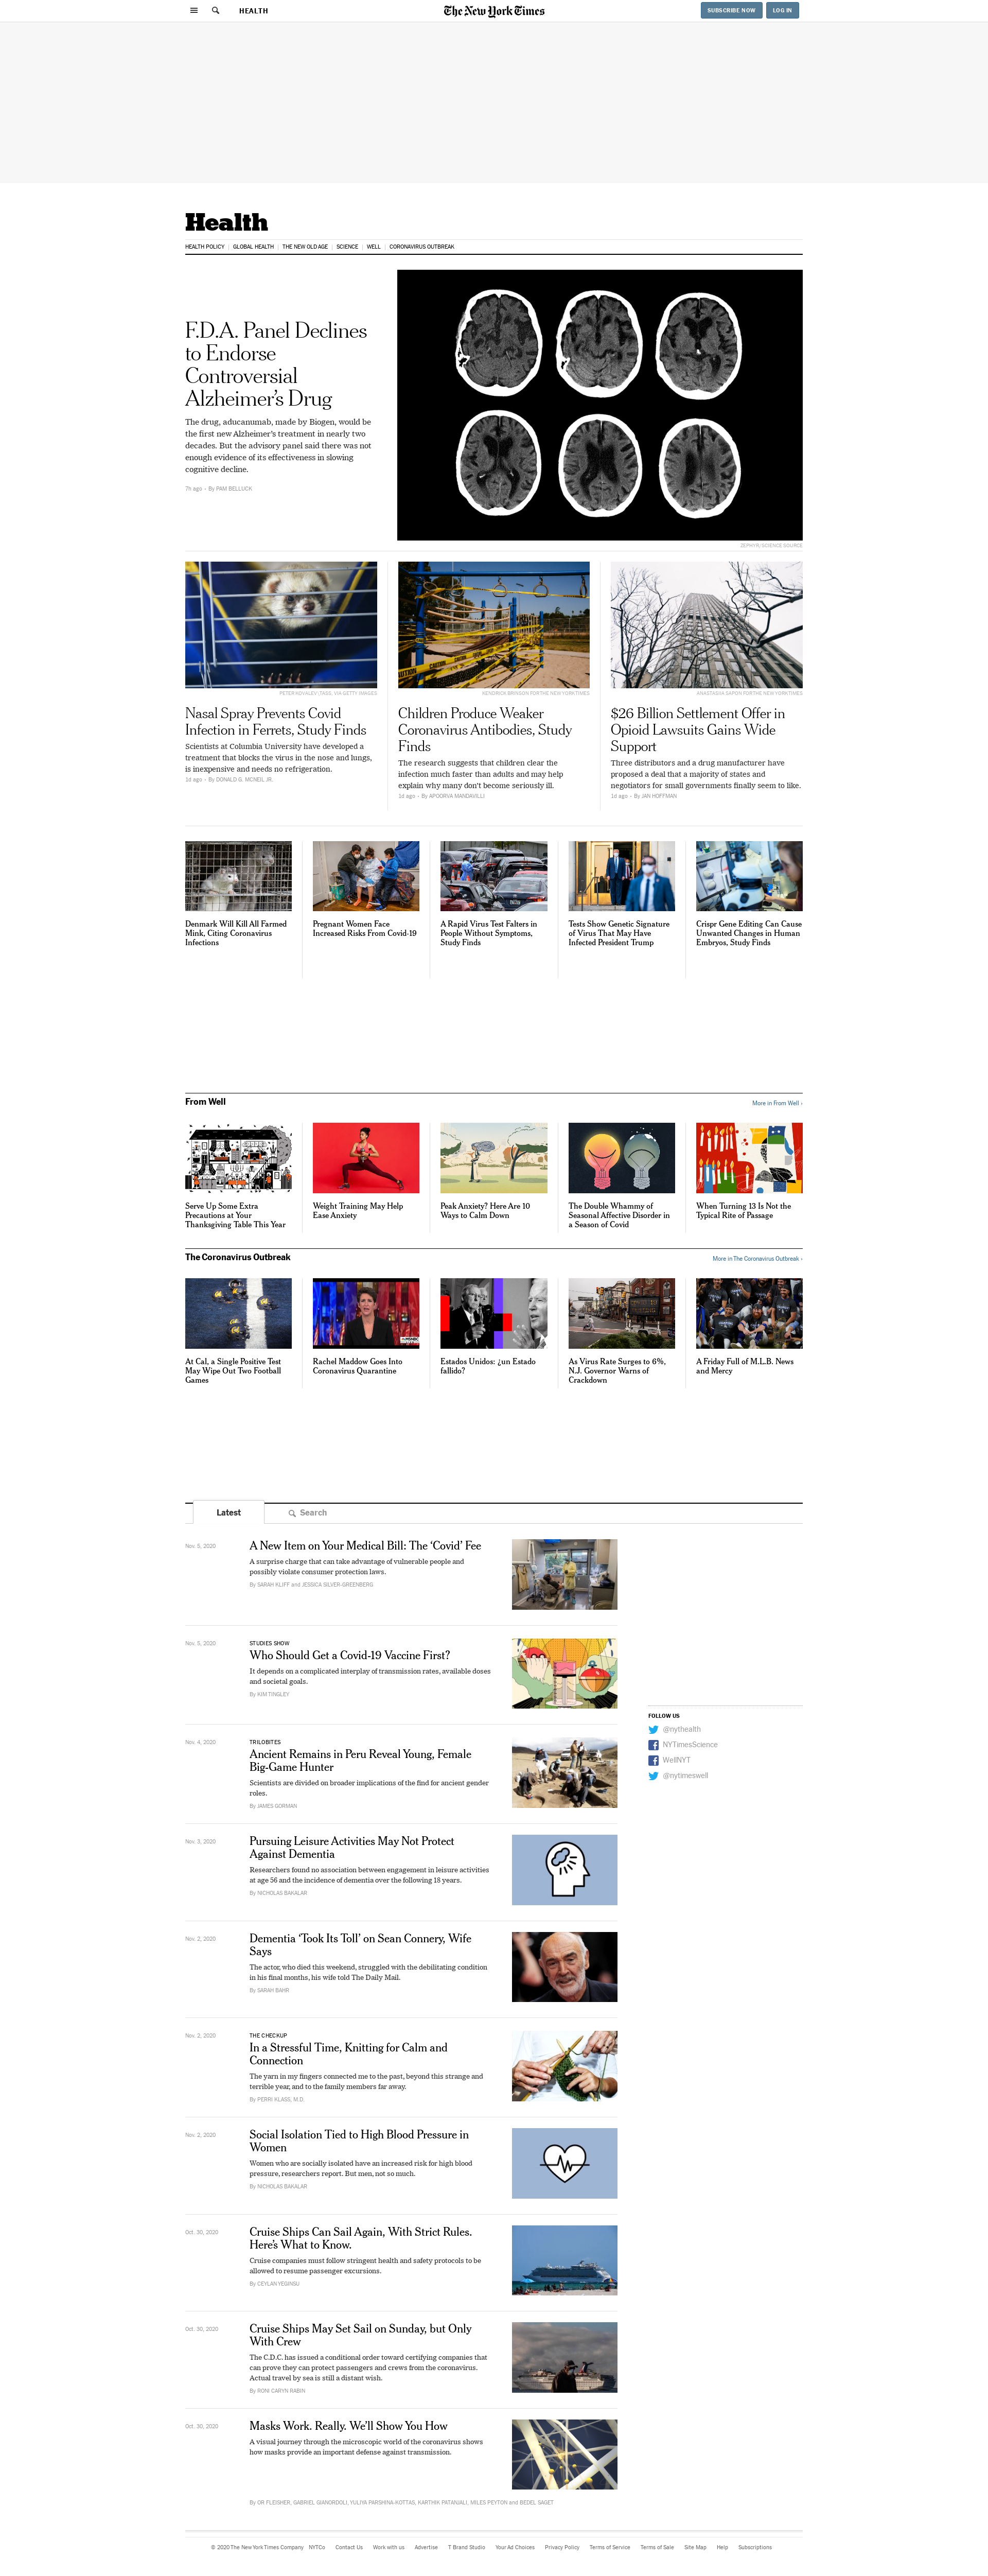 HEALTH
The New York Times
SUBSCRIBE NOW
LOG IN
Health
HEALTH POLICY
GLOBAL HEALTH
THE NEW OLD AGE
SCIENCE
WELL
CORONAVIRUS OUTBREAK
F.D.A. Panel Declines
to Endorse
Controversial
Alzheimer’s Drug
The drug, aducanumab, made by Biogen, would be
the first new Alzheimer’s treatment in nearly two
decades. But the advisory panel said there was not
enough evidence of its effectiveness in slowing
cognitive decline.
7h ago • By PAM BELLUCK
ZEPHYR/SCIENCE SOURCE
PETER KOVALEV\TASS, VIA GETTY IMAGES
Nasal Spray Prevents Covid
Infection in Ferrets, Study Finds
Scientists at Columbia University have developed a
treatment that blocks the virus in the nose and lungs,
is inexpensive and needs no refrigeration.
1d ago • By DONALD G. MCNEIL JR.
KENDRICK BRINSON FOR THE NEW YORK TIMES
Children Produce Weaker
Coronavirus Antibodies, Study
Finds
The research suggests that children clear the
infection much faster than adults and may help
explain why many don’t become seriously ill.
1d ago • By APOORVA MANDAVILLI
ANASTASIIA SAPON FOR THE NEW YORK TIMES
$26 Billion Settlement Offer in
Opioid Lawsuits Gains Wide
Support
Three distributors and a drug manufacturer have
proposed a deal that a majority of states and
negotiators for small governments finally seem to like.
1d ago • By JAN HOFFMAN
Denmark Will Kill All Farmed
Mink, Citing Coronavirus
Infections
Pregnant Women Face
Increased Risks From Covid-19
A Rapid Virus Test Falters in
People Without Symptoms,
Study Finds
Tests Show Genetic Signature
of Virus That May Have
Infected President Trump
Crispr Gene Editing Can Cause
Unwanted Changes in Human
Embryos, Study Finds
From Well
More in From Well ›
Serve Up Some Extra
Precautions at Your
Thanksgiving Table This Year
Weight Training May Help
Ease Anxiety
Peak Anxiety? Here Are 10
Ways to Calm Down
The Double Whammy of
Seasonal Affective Disorder in
a Season of Covid
When Turning 13 Is Not the
Typical Rite of Passage
The Coronavirus Outbreak
More in The Coronavirus Outbreak ›
At Cal, a Single Positive Test
May Wipe Out Two Football
Games
Rachel Maddow Goes Into
Coronavirus Quarantine
Estados Unidos: ¿un Estado
fallido?
As Virus Rate Surges to 6%,
N.J. Governor Warns of
Crackdown
A Friday Full of M.L.B. News
and Mercy
Latest
Search
Nov. 5, 2020
A New Item on Your Medical Bill: The ‘Covid’ Fee
A surprise charge that can take advantage of vulnerable people and
possibly violate consumer protection laws.
By SARAH KLIFF and JESSICA SILVER-GREENBERG
Nov. 5, 2020
STUDIES SHOW
Who Should Get a Covid-19 Vaccine First?
It depends on a complicated interplay of transmission rates, available doses
and societal goals.
By KIM TINGLEY
FOLLOW US
@nythealth
NYTimesScience
WellNYT
@nytimeswell
Nov. 4, 2020
TRILOBITES
Ancient Remains in Peru Reveal Young, Female
Big-Game Hunter
Scientists are divided on broader implications of the find for ancient gender
roles.
By JAMES GORMAN
Nov. 3, 2020
Pursuing Leisure Activities May Not Protect
Against Dementia
Researchers found no association between engagement in leisure activities
at age 56 and the incidence of dementia over the following 18 years.
By NICHOLAS BAKALAR
Nov. 2, 2020
Dementia ‘Took Its Toll’ on Sean Connery, Wife
Says
The actor, who died this weekend, struggled with the debilitating condition
in his final months, his wife told The Daily Mail.
By SARAH BAHR
Nov. 2, 2020
THE CHECKUP
In a Stressful Time, Knitting for Calm and
Connection
The yarn in my fingers connected me to the past, beyond this strange and
terrible year, and to the family members far away.
By PERRI KLASS, M.D.
Nov. 2, 2020
Social Isolation Tied to High Blood Pressure in
Women
Women who are socially isolated have an increased risk for high blood
pressure, researchers report. But men, not so much.
By NICHOLAS BAKALAR
Oct. 30, 2020
Cruise Ships Can Sail Again, With Strict Rules.
Here’s What to Know.
Cruise companies must follow stringent health and safety protocols to be
allowed to resume passenger excursions.
By CEYLAN YEGINSU
Oct. 30, 2020
Cruise Ships May Set Sail on Sunday, but Only
With Crew
The C.D.C. has issued a conditional order toward certifying companies that
can prove they can protect passengers and crews from the coronavirus.
Actual travel by sea is still a distant wish.
By RONI CARYN RABIN
Oct. 30, 2020
Masks Work. Really. We’ll Show You How
A visual journey through the microscopic world of the coronavirus shows
how masks provide an important defense against transmission.
By OR FLEISHER, GABRIEL GIANORDOLI, YULIYA PARSHINA-KOTTAS, KARTHIK PATANJALI, MILES PEYTON and BEDEL SAGET
© 2020 The New York Times Company
NYTCo
Contact Us
Work with us
Advertise
T Brand Studio
Your Ad Choices
Privacy Policy
Terms of Service
Terms of Sale
Site Map
Help
Subscriptions